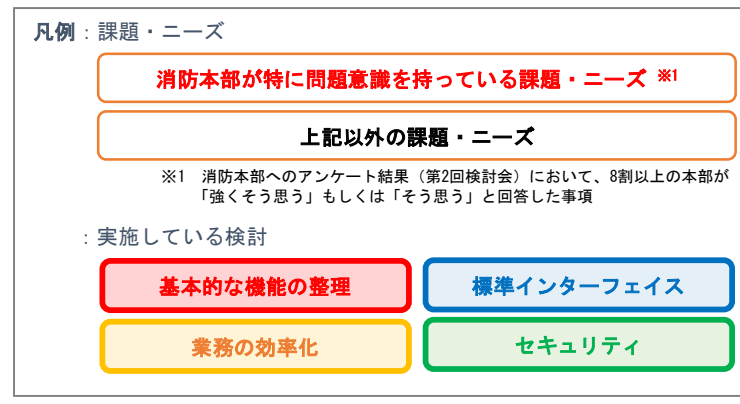 凡例：課題・ニーズ
消防本部が特に問題意識を持っている課題・ニーズ ※1
上記以外の課題・ニーズ
※1　消防本部へのアンケート結果（第2回検討会）において、8割以上の本部が
「強くそう思う」もしくは「そう思う」と回答した事項
：実施している検討
基本的な機能の整理
標準インターフェイス
業務の効率化
セキュリティ